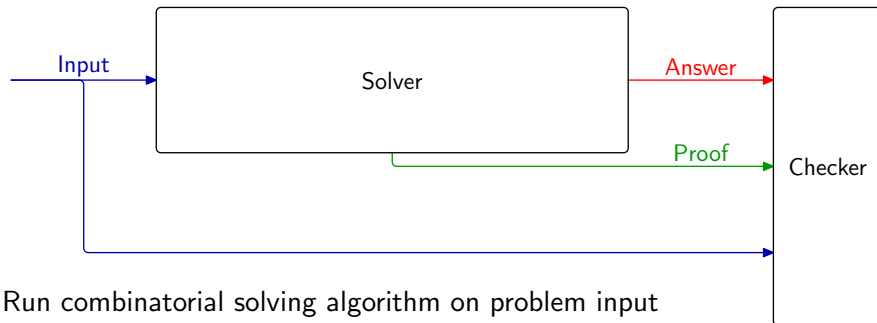 Input
Solver
Answer
Proof
Checker
Run combinatorial solving algorithm on problem input